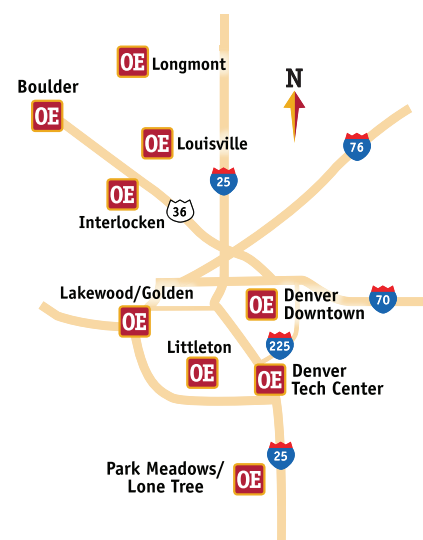 OE Longmont
N
Boulder
OE
OE Louisville
76
25
OE
36
Interlocken
Lakewood/Golden
OE
OE
Denver
Downtown
70
Littleton
OE
225
OE
Denver
Tech Center
25
Park Meadows/
Lone Tree
OE